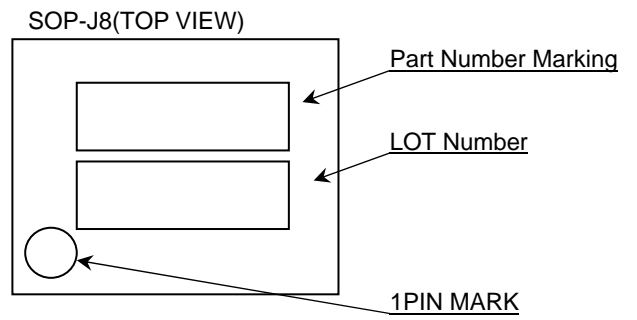 SOP-J8(TOP VIEW)
Part Number Marking
LOT Number
1PIN MARK